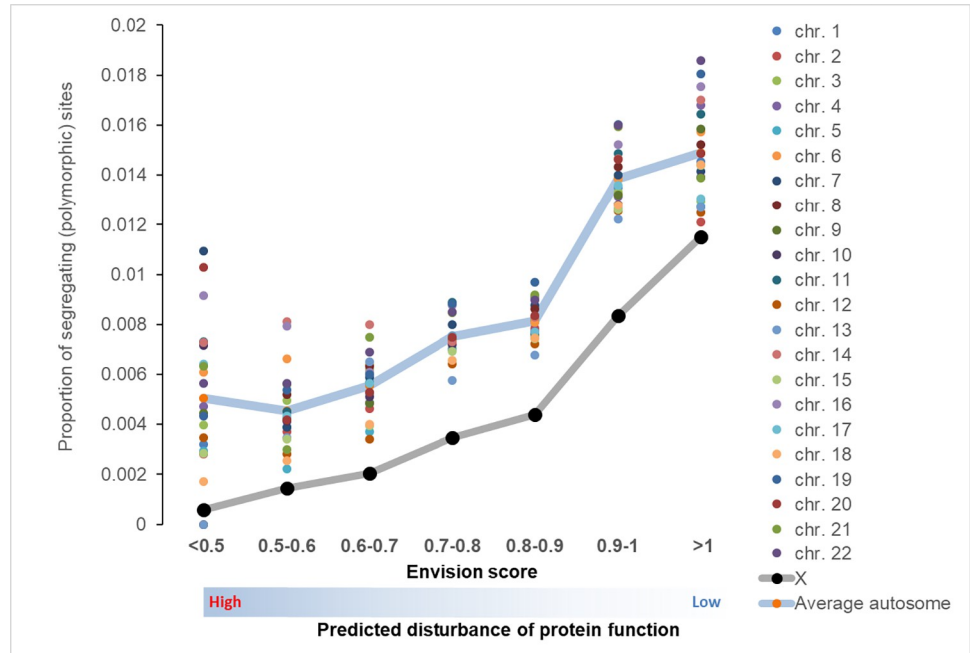 Proportion of segregating (polymorphic) sites
0.02
0.018
0.016
0.014
0.012
0.01
0.008
0.006
0.004
0.002
0
<0.5 0.5-0.6 0.6-0.7 0.7-0.8 0.8-0.9 0.9-1 >1
Envision score
High Low
Predicted disturbance of protein function
chr. 1
chr. 2
chr. 3
chr. 4
chr. 5
chr. 6
chr. 7
chr. 8
chr. 9
chr. 10
chr. 11
chr. 12
chr. 13
chr. 14
chr. 15
chr. 16
chr. 17
chr. 18
chr. 19
chr. 20
chr. 21
chr. 22
X
Average autosome